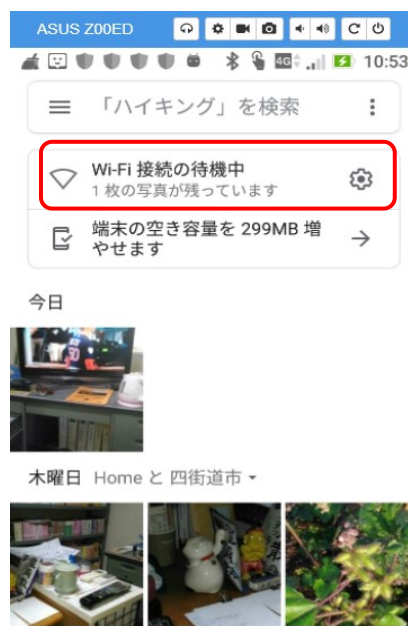 ASUS Z00ED
4G 10:53
「ハイキング」を検索
Wi-Fi 接続の待機中
1 枚の写真が残っています
端末の空き容量を 299MB 増
やせます
今日
木曜日 Home と 四街道市